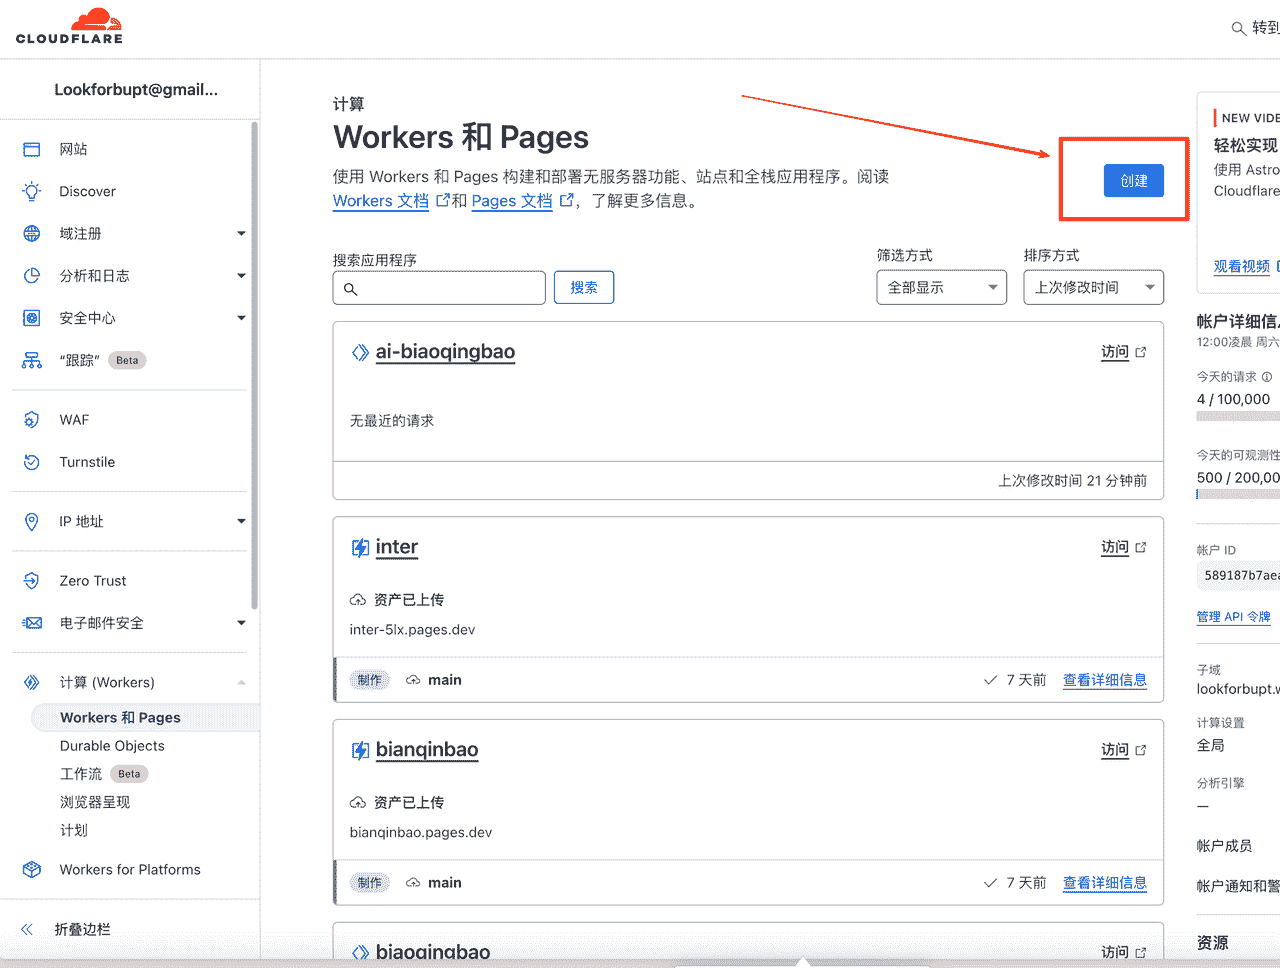 CLOUDFLARE
转到
Lookforbupt@gmail...
网站
Discover
域注册
分析和日志
安全中心
“跟踪” Beta
WAF
Turnstile
IP 地址
Zero Trust
电子邮件安全
计算 (Workers)
Workers 和 Pages
Durable Objects
工作流 Beta
浏览器呈现
计划
Workers for Platforms
折叠边栏
计算
Workers 和 Pages
使用 Workers 和 Pages 构建和部署无服务器功能、站点和全栈应用程序。阅读
Workers 文档 和 Pages 文档 ，了解更多信息。
创建
搜索应用程序
搜索
筛选方式
全部显示
排序方式
上次修改时间
ai-biaoqingbao
访问
无最近的请求
上次修改时间 21 分钟前
inter
访问
资产已上传
inter-5lx.pages.dev
制作 main 7 天前 查看详细信息
bianqinbao
访问
资产已上传
bianqinbao.pages.dev
制作 main 7 天前 查看详细信息
biaoqingbao
访问
NEW VIDE
轻松实现
使用 Astro
Cloudflare
观看视频
帐户详细信息
12:00凌晨 周六
今天的请求
4 / 100,000
今天的可观测性
500 / 200,00
帐户 ID
589187b7aea
管理 API 令牌
子域
lookforbupt.w
计算设置
全局
分析引擎
—
帐户成员
帐户通知和警
资源